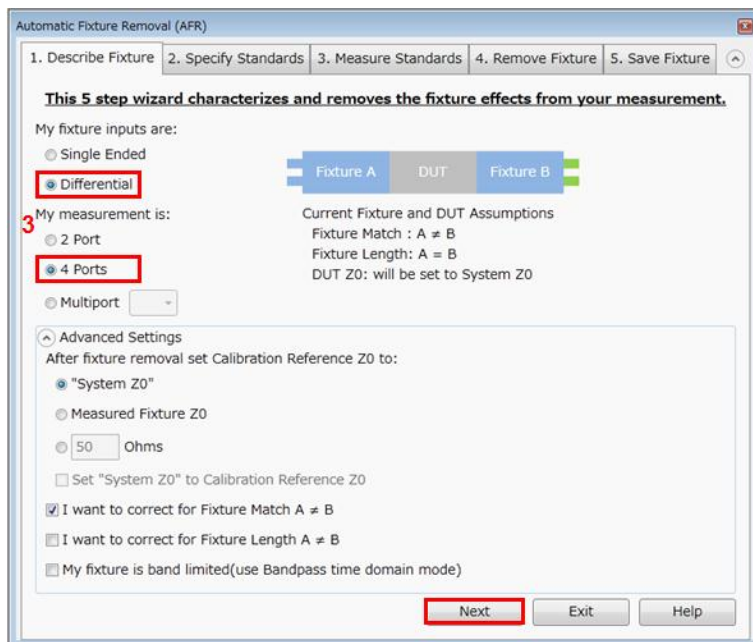 Automatic Fixture Removal (AFR)
1. Describe Fixture 2. Specify Standards 3. Measure Standards 4. Remove Fixture 5. Save Fixture
This 5 step wizard characterizes and removes the fixture effects from your measurement.
My fixture inputs are:
Single Ended
Differential
Fixture A DUT Fixture B
My measurement is:
3
2 Port
4 Ports
Multiport
Current Fixture and DUT Assumptions
Fixture Match : A ≠ B
Fixture Length: A = B
DUT Z0: will be set to System Z0
Advanced Settings
After fixture removal set Calibration Reference Z0 to:
"System Z0"
Measured Fixture Z0
50 Ohms
Set "System Z0" to Calibration Reference Z0
I want to correct for Fixture Match A ≠ B
I want to correct for Fixture Length A ≠ B
My fixture is band limited(use Bandpass time domain mode)
Next Exit Help